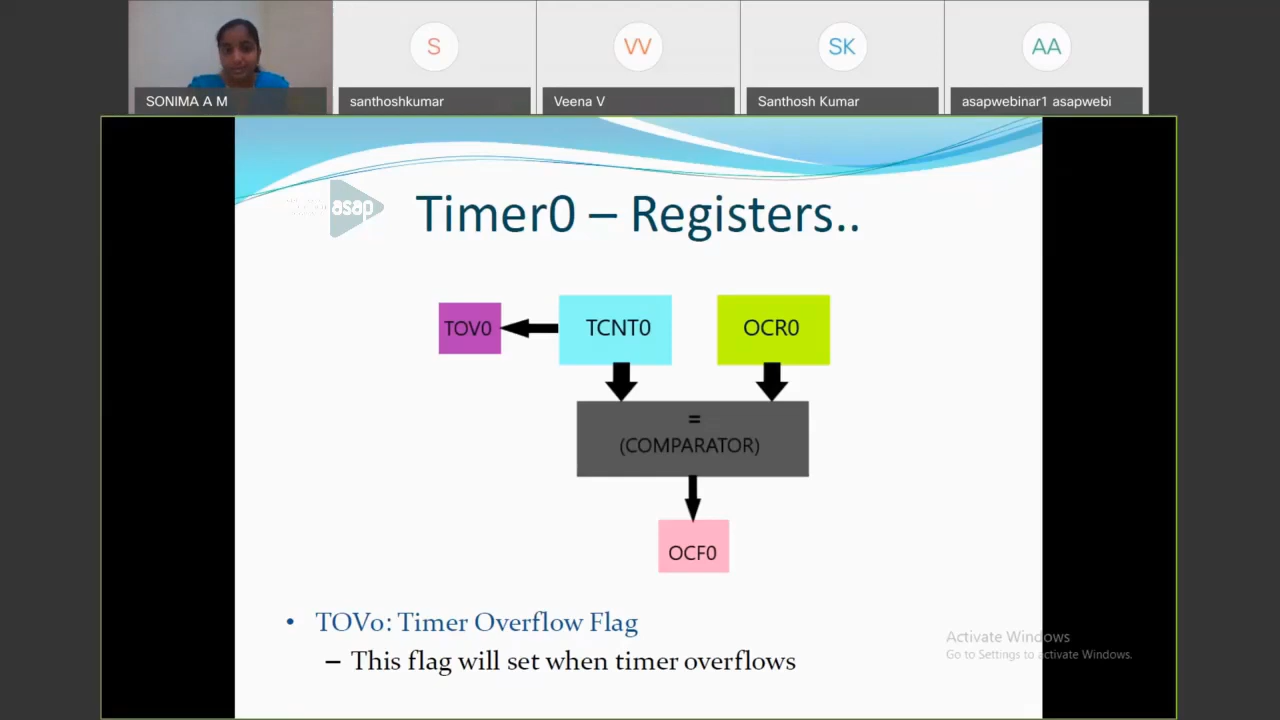 S
VV
SK
AA
SONIMA A M
santhoshkumar
Veena V
Santhosh Kumar
asapwebinar1 asapwebi
asap
Timer0 – Registers..
TOV0
TCNT0
OCR0
=
(COMPARATOR)
OCF0
• TOVo: Timer Overflow Flag
– This flag will set when timer overflows
Activate Windows
Go to Settings to activate Windows.